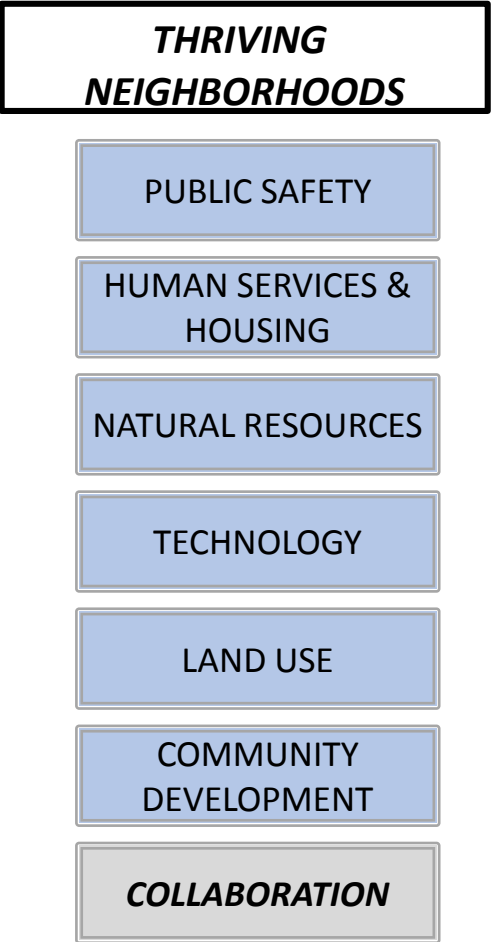 THRIVING
NEIGHBORHOODS
PUBLIC SAFETY
HUMAN SERVICES &
HOUSING
NATURAL RESOURCES
TECHNOLOGY
LAND USE
COMMUNITY
DEVELOPMENT
COLLABORATION